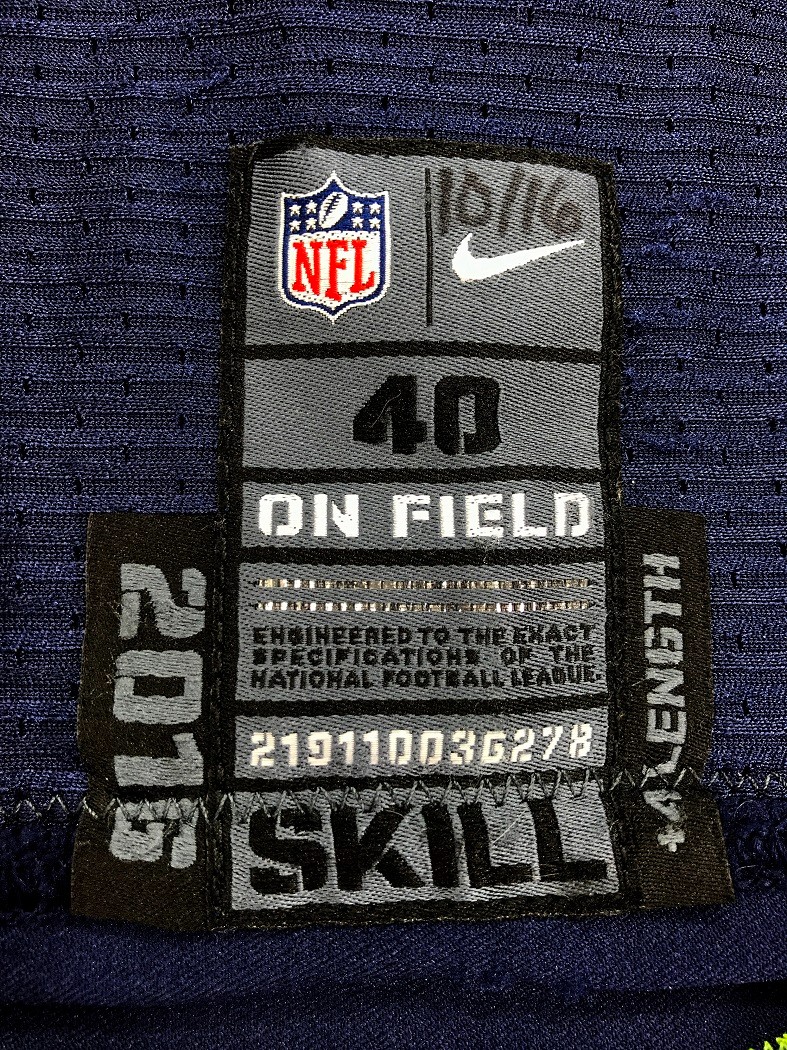 10/16
NFL
40
ON FIELD
ENGINEERED TO THE EXACT
SPECIFICATIONS OF THE
NATIONAL FOOTBALL LEAGUE.
219110036278
SKILL
2015
+4 LENGTH